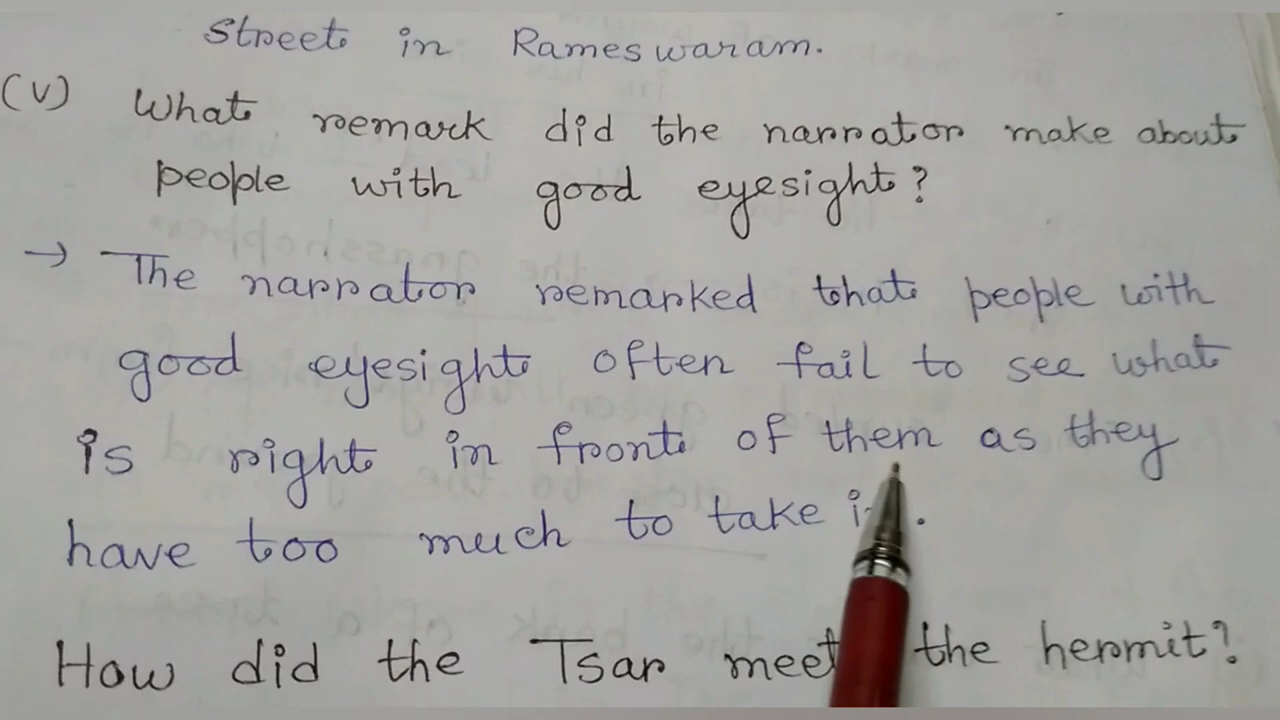 Street in Rameswaram.
(V) What remark did the narrator make about
people with good eyesight?
→ The narrator remarked that people with
good eyesight often fail to see what
is right in front of them as they
have too much to take .
How did the Tsar meet the hermit?